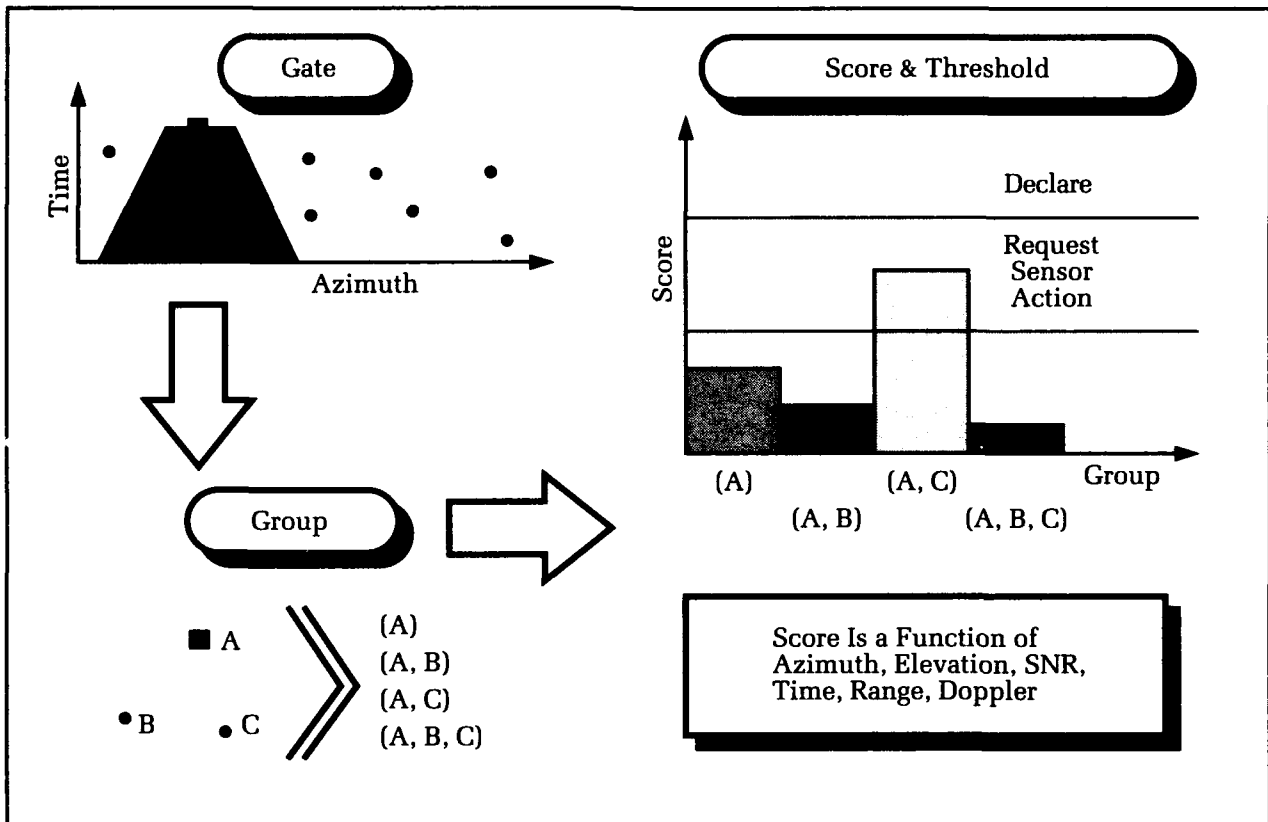 Gate
Time
Azimuth
Group
A
B
C
(A)
(A, B)
(A, C)
(A, B, C)
Score & Threshold
Score
Declare
Request
Sensor
Action
(A)
(A, B)
(A, C)
(A, B, C)
Group
Score Is a Function of
Azimuth, Elevation, SNR,
Time, Range, Doppler